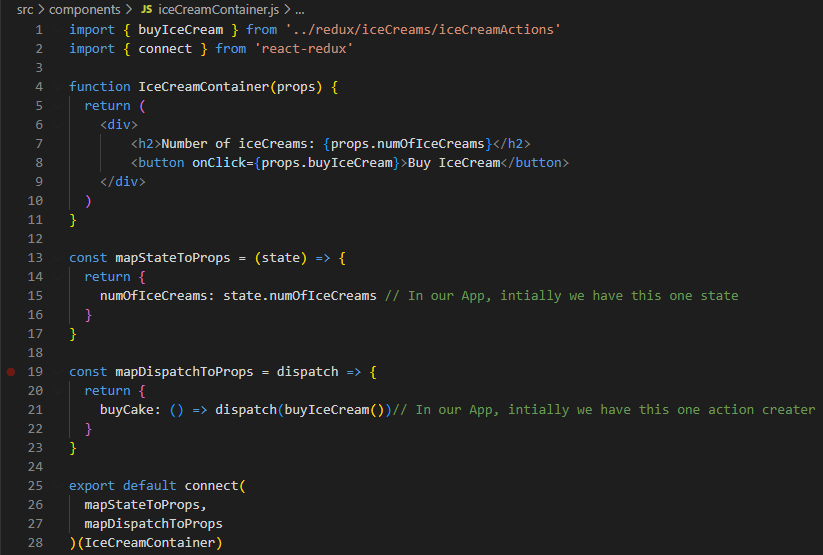 src > components > JS iceCreamContainer.js > ...
1 import { buyIceCream } from '../redux/iceCreams/iceCreamActions'
2 import { connect } from 'react-redux'
3
4 function IceCreamContainer(props) {
5   return (
6     <div>
7         <h2>Number of iceCreams: {props.numOfIceCreams}</h2>
8         <button onClick={props.buyIceCream}>Buy IceCream</button>
9     </div>
10   )
11 }
12
13 const mapStateToProps = (state) => {
14   return {
15     numOfIceCreams: state.numOfIceCreams // In our App, intially we have this one state
16   }
17 }
18
19 const mapDispatchToProps = dispatch => {
20   return {
21     buyCake: () => dispatch(buyIceCream())// In our App, intially we have this one action creater
22   }
23 }
24
25 export default connect(
26   mapStateToProps,
27   mapDispatchToProps
28 )(IceCreamContainer)